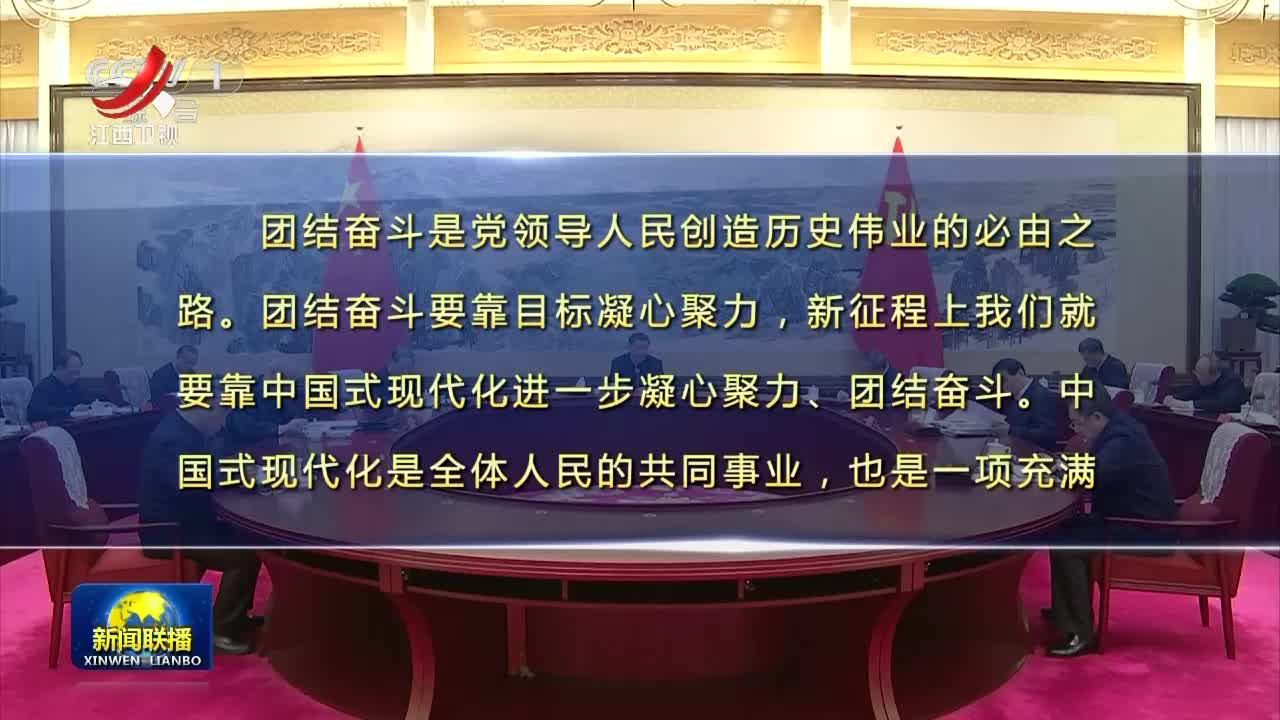 CCTV 1
江西卫视
团结奋斗是党领导人民创造历史伟业的必由之
路。团结奋斗要靠目标凝心聚力，新征程上我们就
要靠中国式现代化进一步凝心聚力、团结奋斗。中
国式现代化是全体人民的共同事业，也是一项充满
新闻联播
XINWEN LIANBO